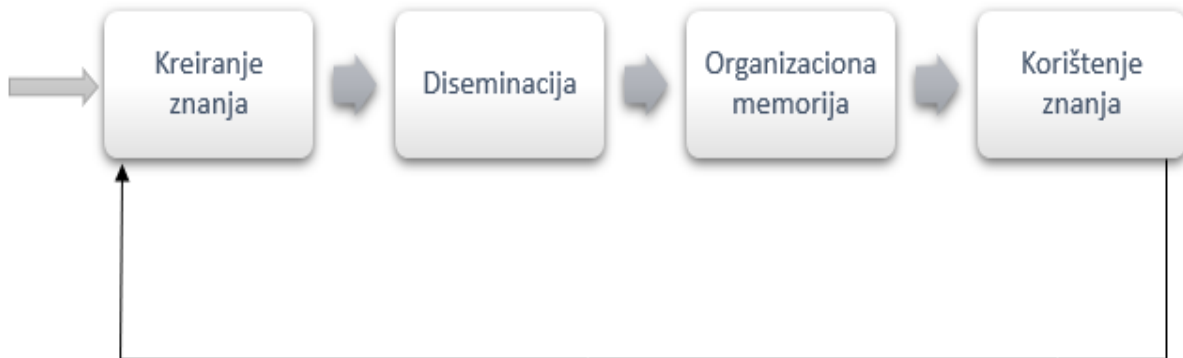 Kreiranje
znanja
Diseminacija
Organizaciona
memorija
Korištenje
znanja